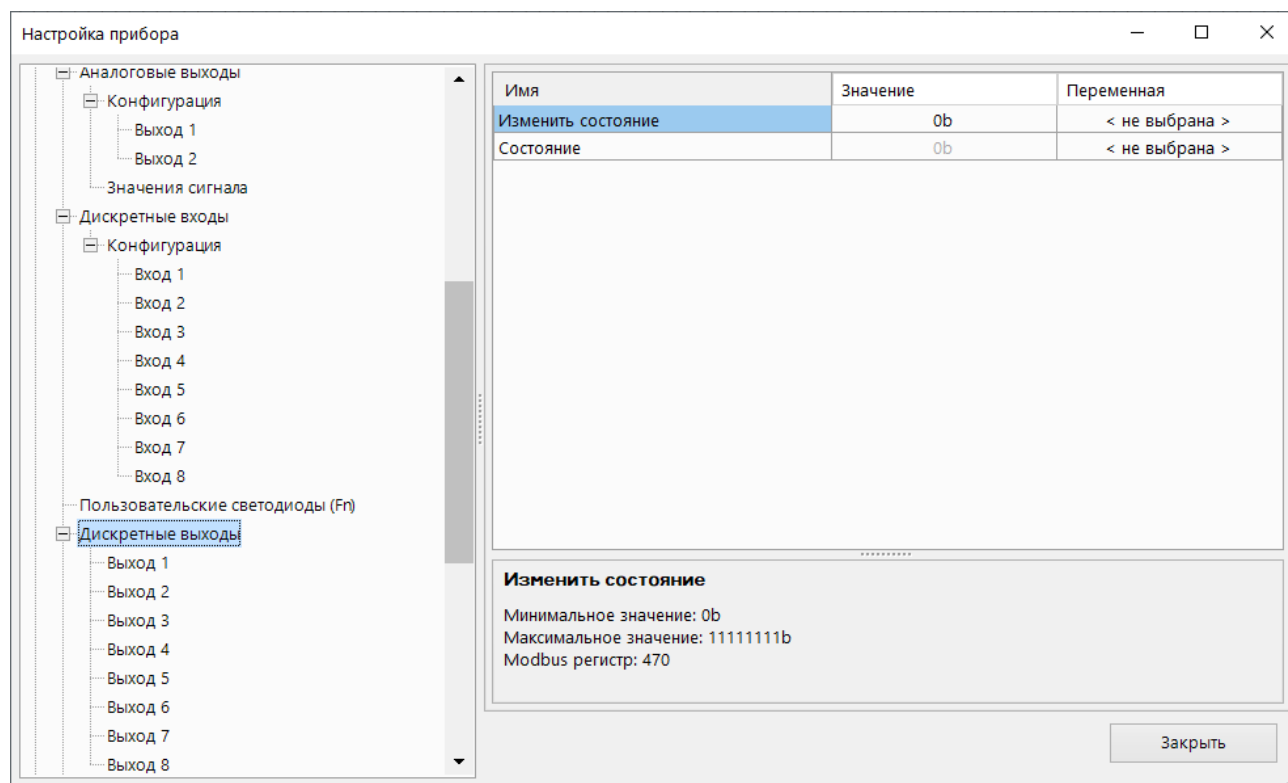 Настройка прибора
Аналоговые выходы
Конфигурация
Выход 1
Выход 2
Значения сигнала
Дискретные входы
Конфигурация
Вход 1
Вход 2
Вход 3
Вход 4
Вход 5
Вход 6
Вход 7
Вход 8
Пользовательские светодиоды (Fn)
Дискретные выходы
Выход 1
Выход 2
Выход 3
Выход 4
Выход 5
Выход 6
Выход 7
Выход 8
Имя Значение Переменная
Изменить состояние 0b < не выбрана >
Состояние 0b < не выбрана >
Изменить состояние
Минимальное значение: 0b
Максимальное значение: 11111111b
Modbus регистр: 470
Закрыть